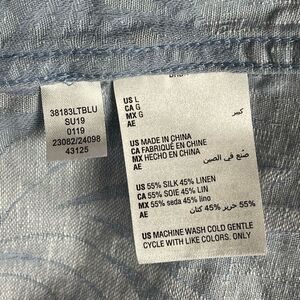 38183LTBLU
SU19
0119
23082/24098
43125
US L
CA G
MX G
AE كبير
US MADE IN CHINA
CA FABRIQUÉ EN CHINE
MX HECHO EN CHINA
AE صنع في الصين
US 55% SILK 45% LINEN
CA 55% SOIE 45% LIN
MX 55% seda 44%% lino
AE 55% حرير 45% كتان
US MACHINE WASH COLD GENTLE
CYCLE WITH LIKE COLORS. ONLY